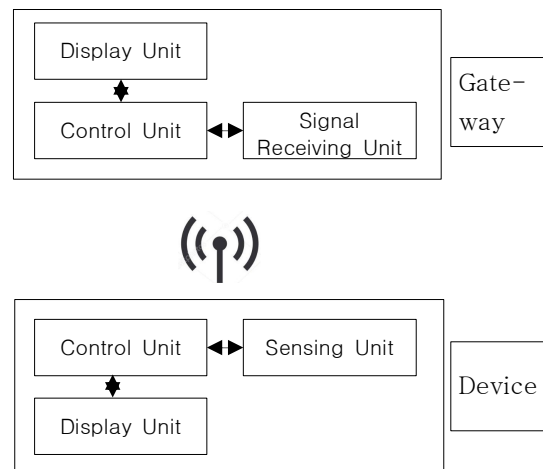 Display Unit
Control Unit
Signal
Receiving Unit
Gate-
way
Control Unit
Sensing Unit
Display Unit
Device